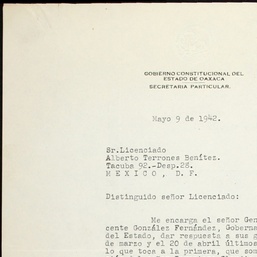 GOBIERNO CONSTITUCIONAL DEL
ESTADO DE OAXACA
SECRETARIA PARTICULAR.
Mayo 9 de 1942.
Sr.Licenciado
Alberto Terrones Benítez.
Tacuba 92.-Desp.28.
M E X I C O , D. F.
Distinguido señor Licenciado:
Me encarga el señor Gen
cente González Fernández, Goberna
del Estado, dar respuesta a sus g
de marzo y el 20 de abril últimos
lo que toca a la primera, que som